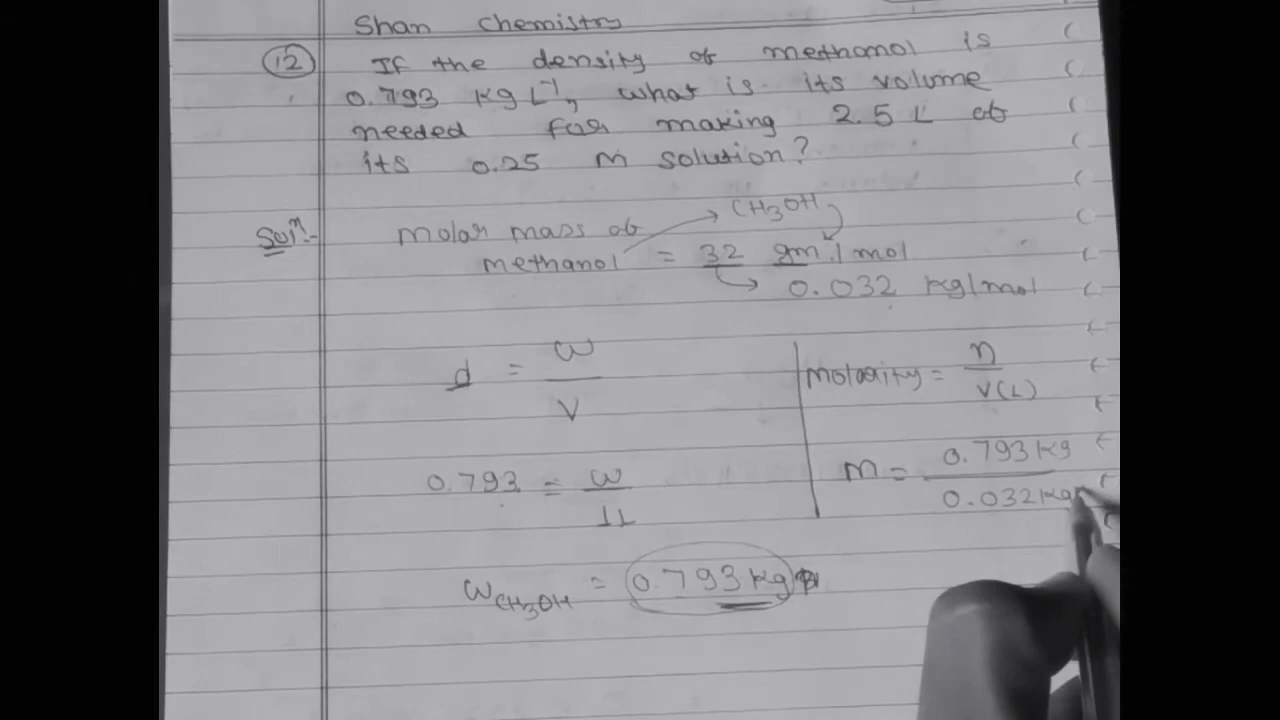 Shan Chemistry
12 If the density of methanol is
0.793 kg L⁻¹, what is its volume
needed for making 2.5 L of
its 0.25 M solution?
Solⁿ:- Molar mass of → CH3OH
methanol = 32 gm/mol
→ 0.032 kg/mol
d = w / V
Molarity = n / V(L)
0.793 = w / 1L
M = 0.793 kg / 0.032 kg
wCH3OH = 0.793 kg